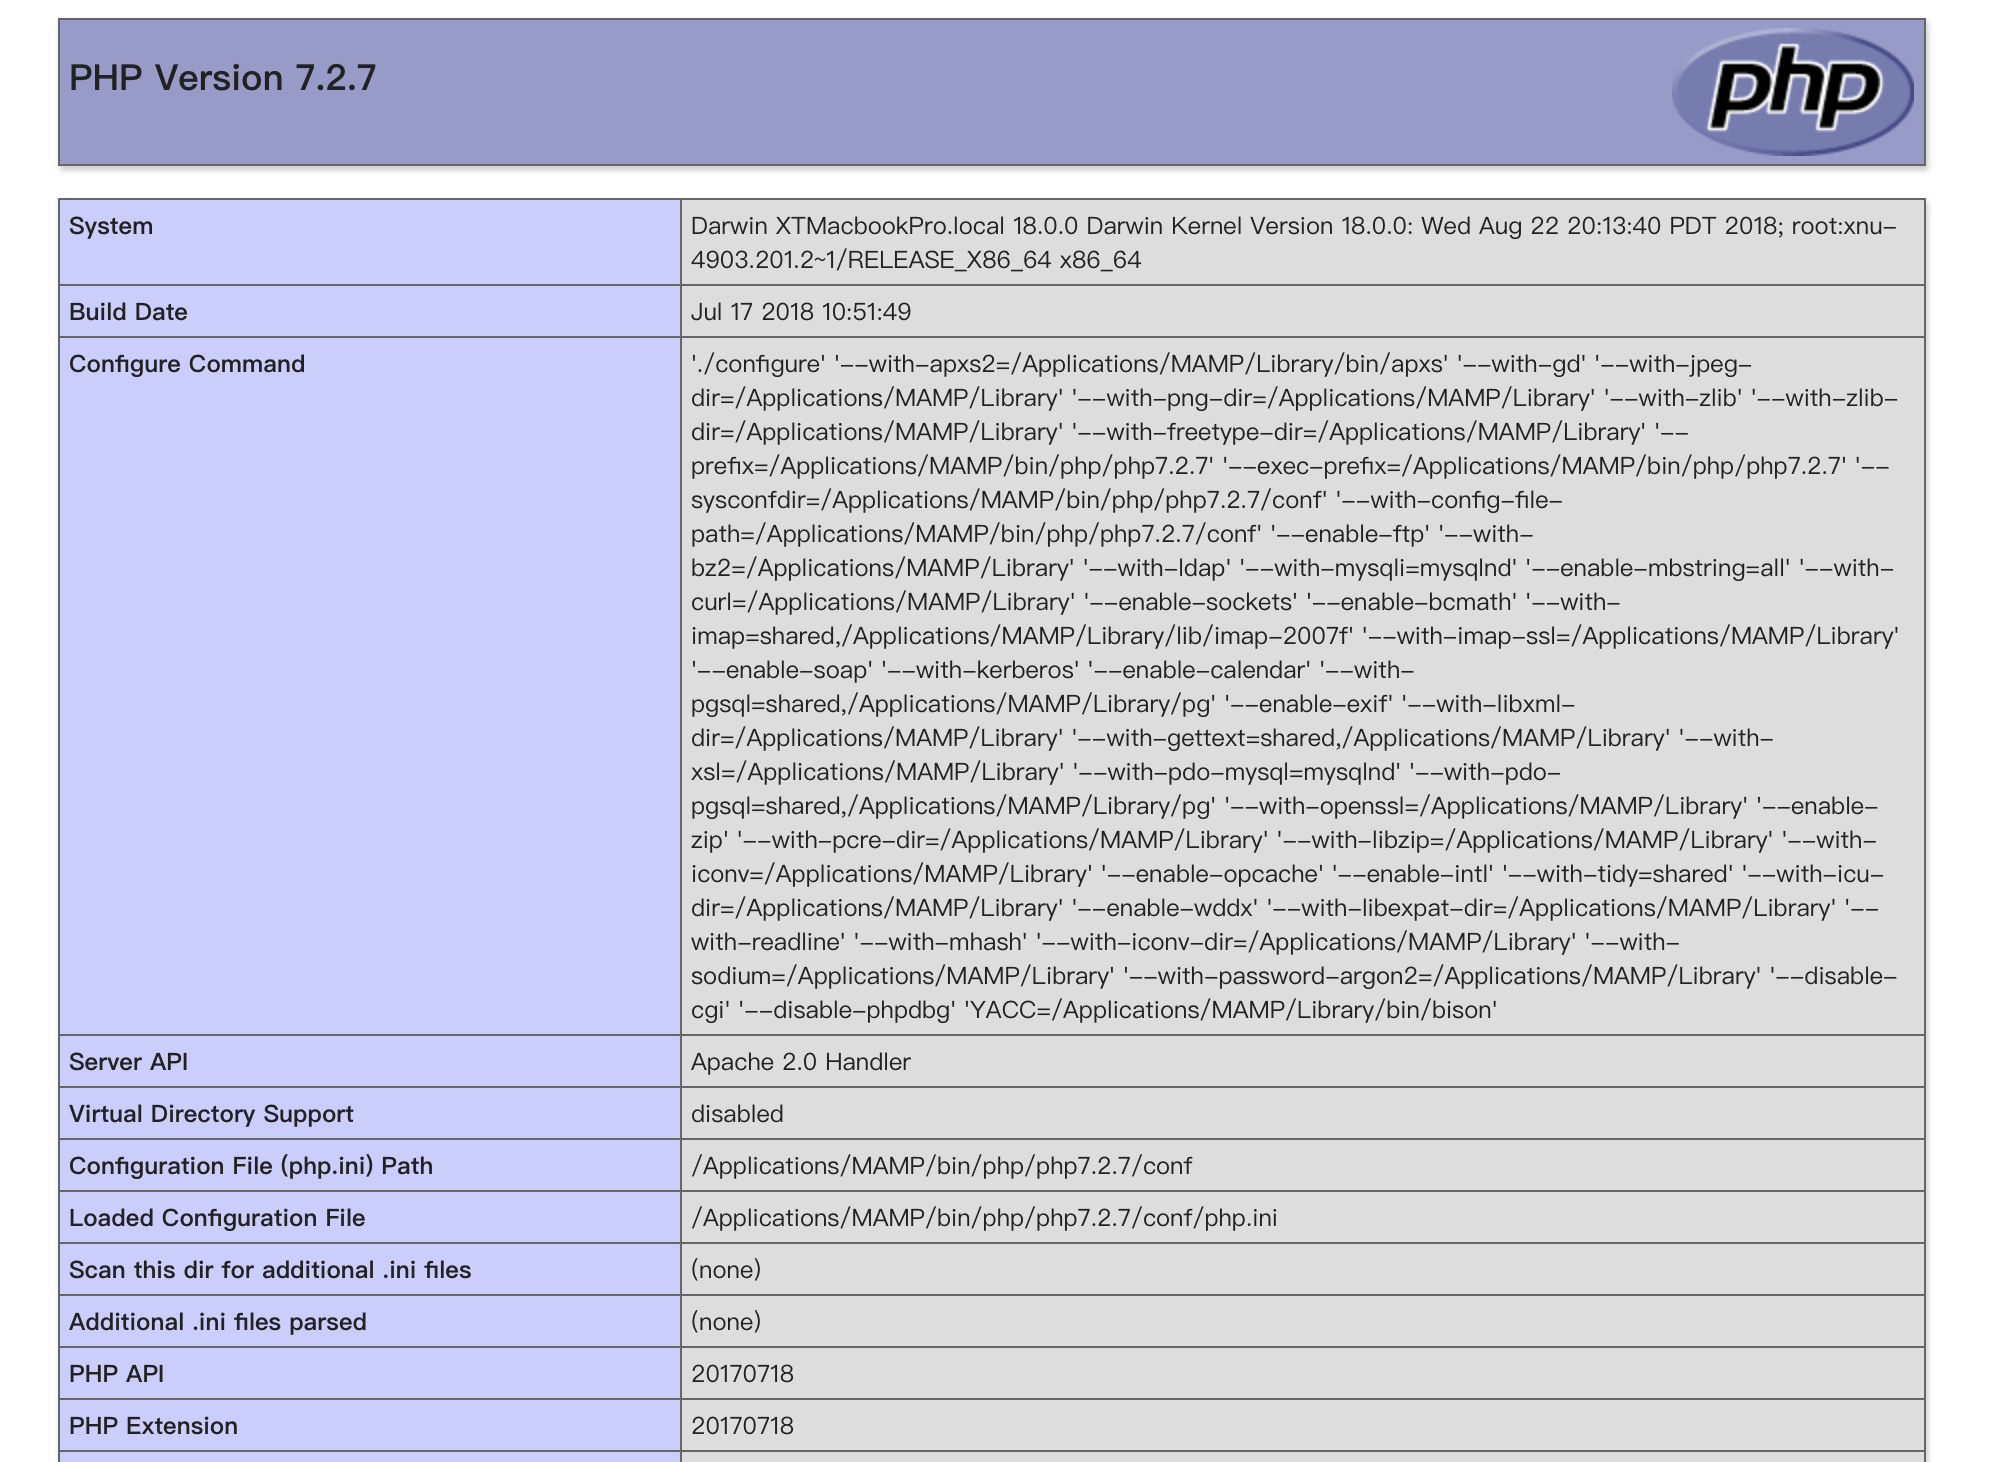 PHP Version 7.2.7
php
System
Darwin XTMacbookPro.local 18.0.0 Darwin Kernel Version 18.0.0: Wed Aug 22 20:13:40 PDT 2018; root:xnu-
4903.201.2~1/RELEASE_X86_64 x86_64
Build Date
Jul 17 2018 10:51:49
Configure Command
'./configure' '--with-apxs2=/Applications/MAMP/Library/bin/apxs' '--with-gd' '--with-jpeg-
dir=/Applications/MAMP/Library' '--with-png-dir=/Applications/MAMP/Library' '--with-zlib' '--with-zlib-
dir=/Applications/MAMP/Library' '--with-freetype-dir=/Applications/MAMP/Library' '--
prefix=/Applications/MAMP/bin/php/php7.2.7' '--exec-prefix=/Applications/MAMP/bin/php/php7.2.7' '--
sysconfdir=/Applications/MAMP/bin/php/php7.2.7/conf' '--with-config-file-
path=/Applications/MAMP/bin/php/php7.2.7/conf' '--enable-ftp' '--with-
bz2=/Applications/MAMP/Library' '--with-ldap' '--with-mysqli=mysqlnd' '--enable-mbstring=all' '--with-
curl=/Applications/MAMP/Library' '--enable-sockets' '--enable-bcmath' '--with-
imap=shared,/Applications/MAMP/Library/lib/imap-2007f' '--with-imap-ssl=/Applications/MAMP/Library'
'--enable-soap' '--with-kerberos' '--enable-calendar' '--with-
pgsql=shared,/Applications/MAMP/Library/pg' '--enable-exif' '--with-libxml-
dir=/Applications/MAMP/Library' '--with-gettext=shared,/Applications/MAMP/Library' '--with-
xsl=/Applications/MAMP/Library' '--with-pdo-mysql=mysqlnd' '--with-pdo-
pgsql=shared,/Applications/MAMP/Library/pg' '--with-openssl=/Applications/MAMP/Library' '--enable-
zip' '--with-pcre-dir=/Applications/MAMP/Library' '--with-libzip=/Applications/MAMP/Library' '--with-
iconv=/Applications/MAMP/Library' '--enable-opcache' '--enable-intl' '--with-tidy=shared' '--with-icu-
dir=/Applications/MAMP/Library' '--enable-wddx' '--with-libexpat-dir=/Applications/MAMP/Library' '--
with-readline' '--with-mhash' '--with-iconv-dir=/Applications/MAMP/Library' '--with-
sodium=/Applications/MAMP/Library' '--with-password-argon2=/Applications/MAMP/Library' '--disable-
cgi' '--disable-phpdbg' 'YACC=/Applications/MAMP/Library/bin/bison'
Server API
Apache 2.0 Handler
Virtual Directory Support
disabled
Configuration File (php.ini) Path
/Applications/MAMP/bin/php/php7.2.7/conf
Loaded Configuration File
/Applications/MAMP/bin/php/php7.2.7/conf/php.ini
Scan this dir for additional .ini files
(none)
Additional .ini files parsed
(none)
PHP API
20170718
PHP Extension
20170718